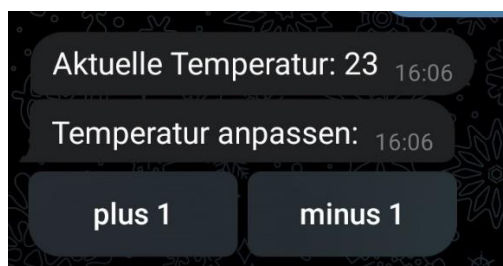 Aktuelle Temperatur: 23 16:06
Temperatur anpassen: 16:06
plus 1 minus 1